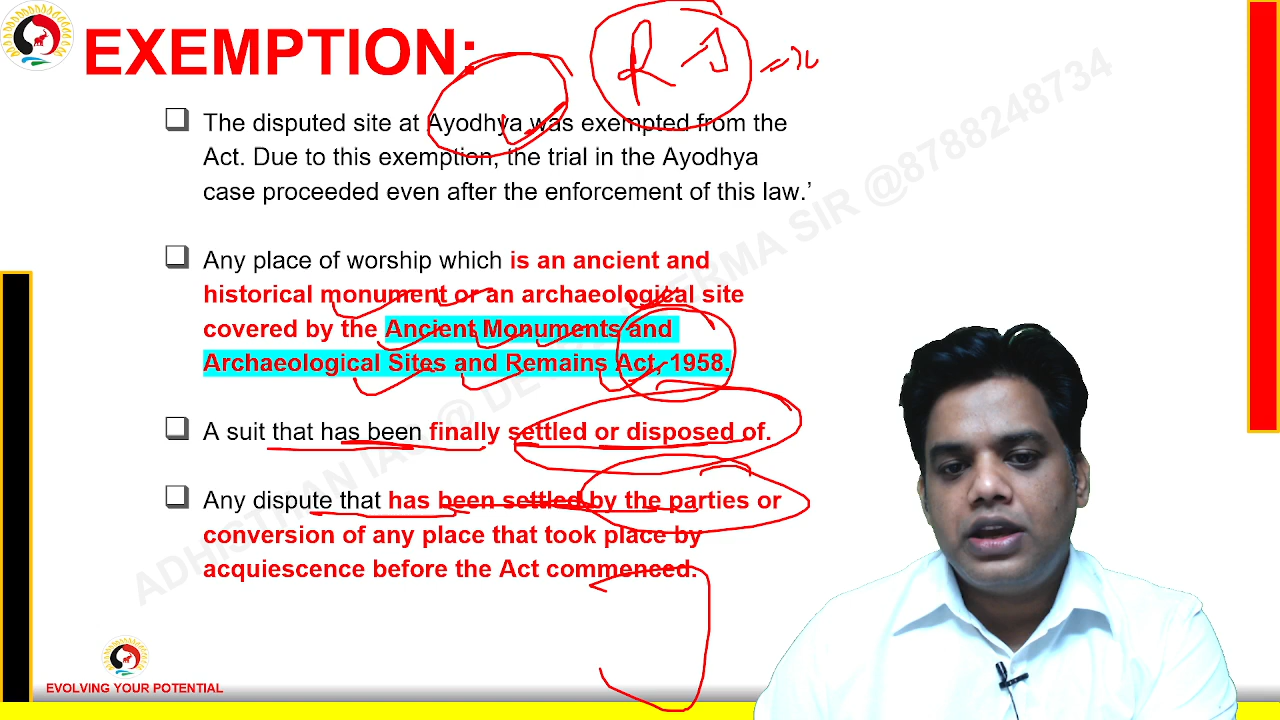 EXEMPTION:
The disputed site at Ayodhya was exempted from the
Act. Due to this exemption, the trial in the Ayodhya
case proceeded even after the enforcement of this law.’
Any place of worship which is an ancient and
historical monument or an archaeological site
covered by the Ancient Monuments and
Archaeological Sites and Remains Act, 1958.
A suit that has been finally settled or disposed of.
Any dispute that has been settled by the parties or
conversion of any place that took place by
acquiescence before the Act commenced.
EVOLVING YOUR POTENTIAL